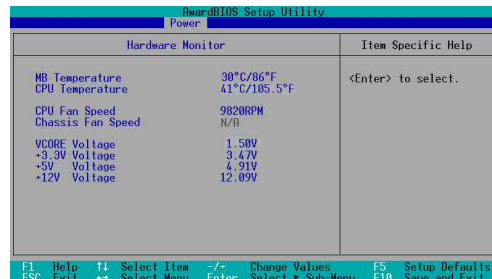 AwardBIOS Setup Utility
Power
Hardware Monitor
Item Specific Help
MB Temperature 30°C/86°F
CPU Temperature 41°C/105.5°F
CPU Fan Speed 9820RPM
Chassis Fan Speed N/A
VCORE Voltage 1.50V
+3.3V Voltage 3.47V
+5V Voltage 4.91V
+12V Voltage 12.09V
<Enter> to select.
F1 Help ↑↓ Select Item -/+ Change Values F5 Setup Defaults
ESC Exit ←→ Select Menu Enter Select ► Sub-Menu F10 Save and Exit